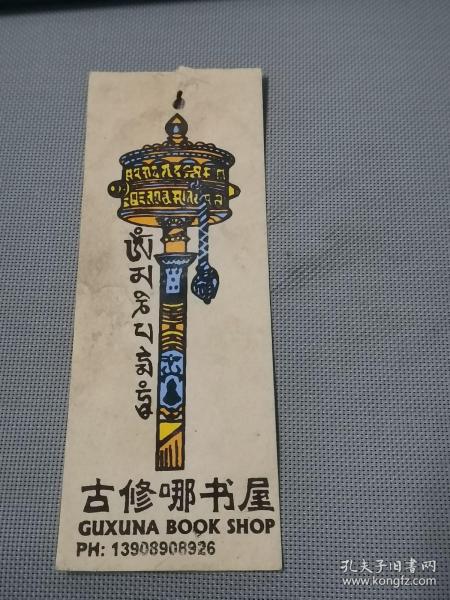 ༀ
མ
ཎི
པ
དྨེ
ཧཱུྃ
古修哪书屋
GUXUNA BOOK SHOP
PH: 13908908926
孔夫子旧书网
www.kongfz.com